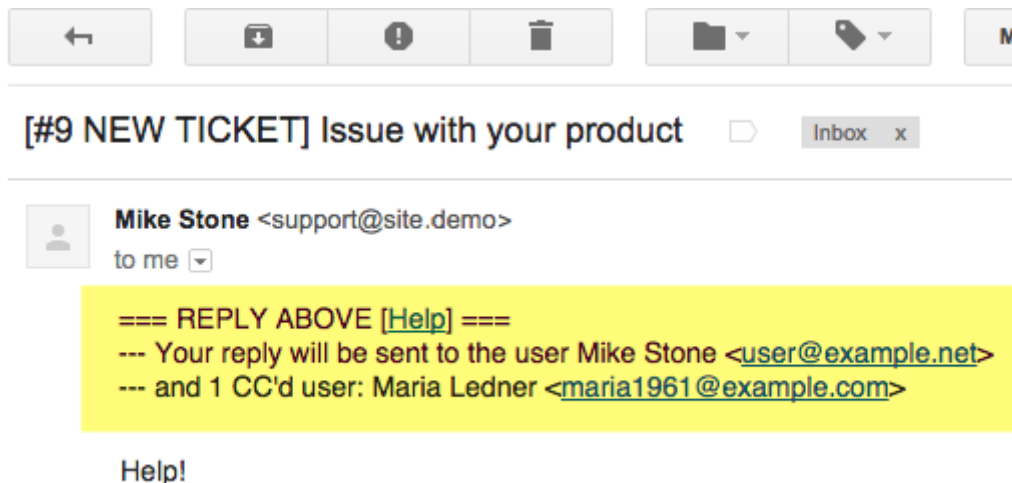 M
[#9 NEW TICKET] Issue with your product Inbox x
Mike Stone <support@site.demo>
to me
=== REPLY ABOVE [Help] ===
--- Your reply will be sent to the user Mike Stone <user@example.net>
--- and 1 CC'd user: Maria Ledner <maria1961@example.com>
Help!